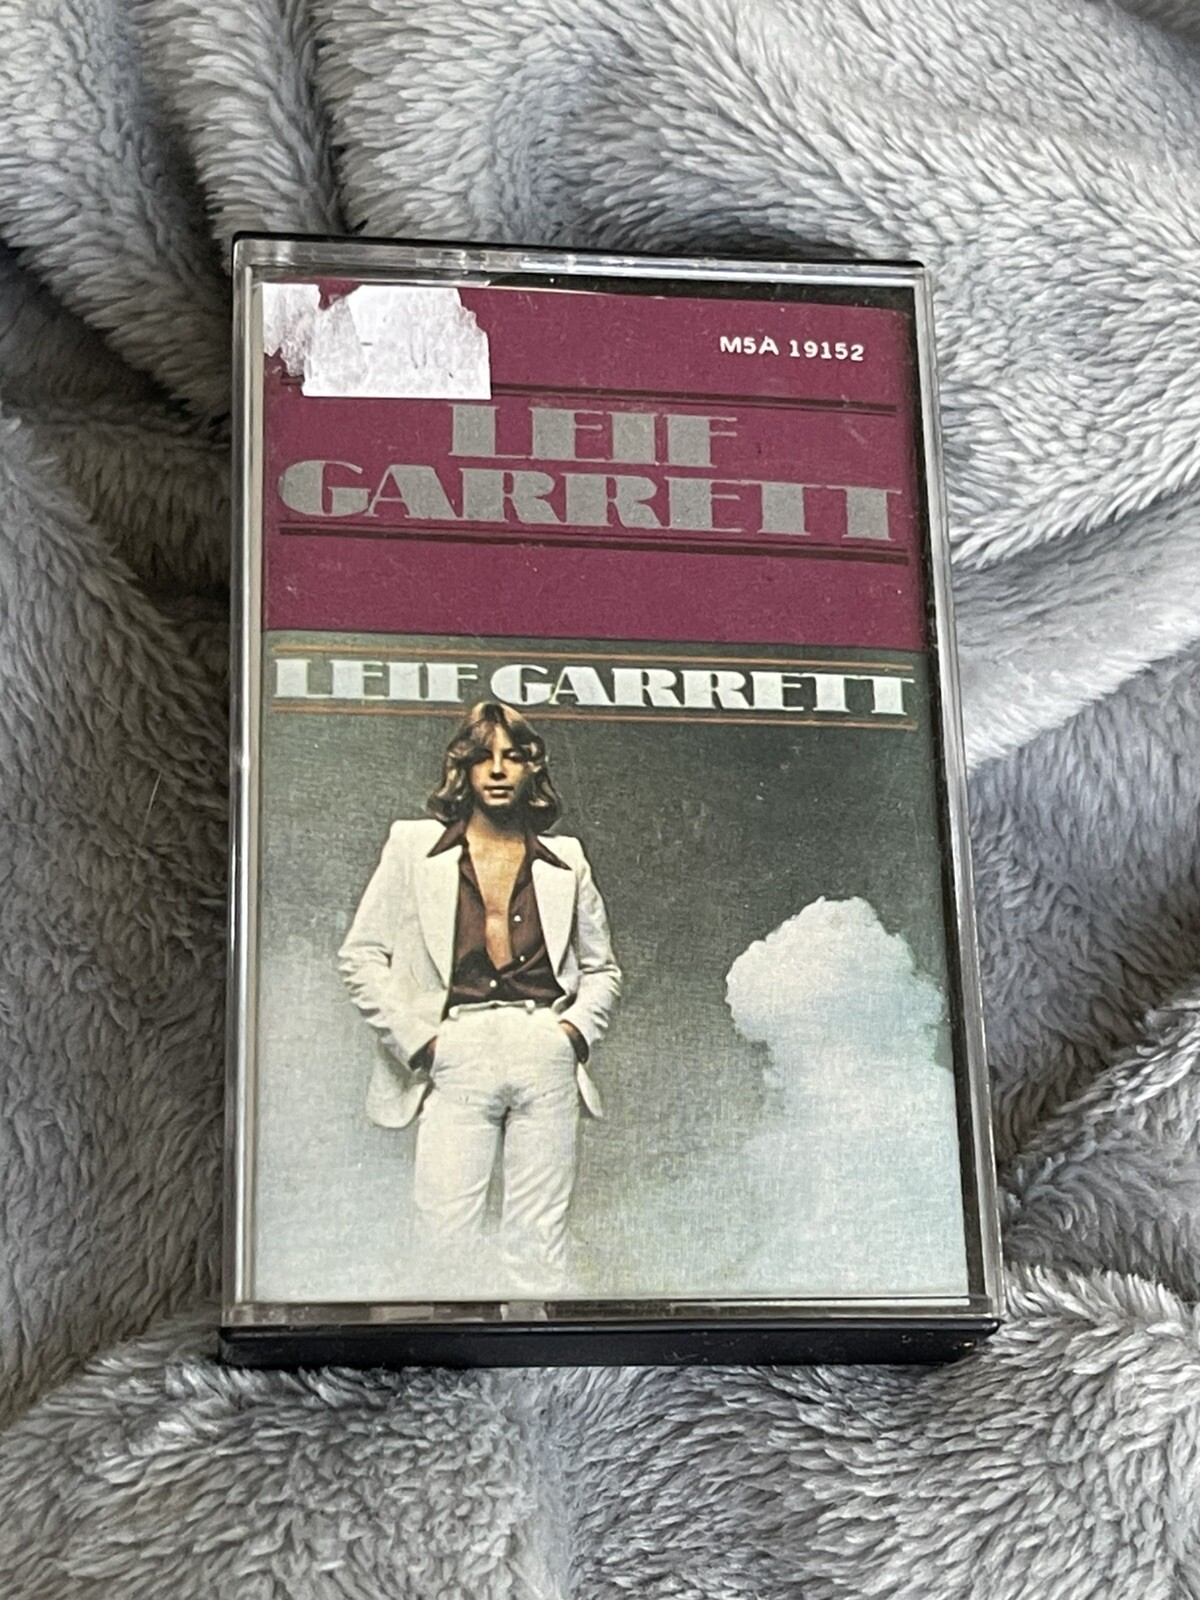 M5A 19152
LEIF
GARRETT
LEIF GARRETT